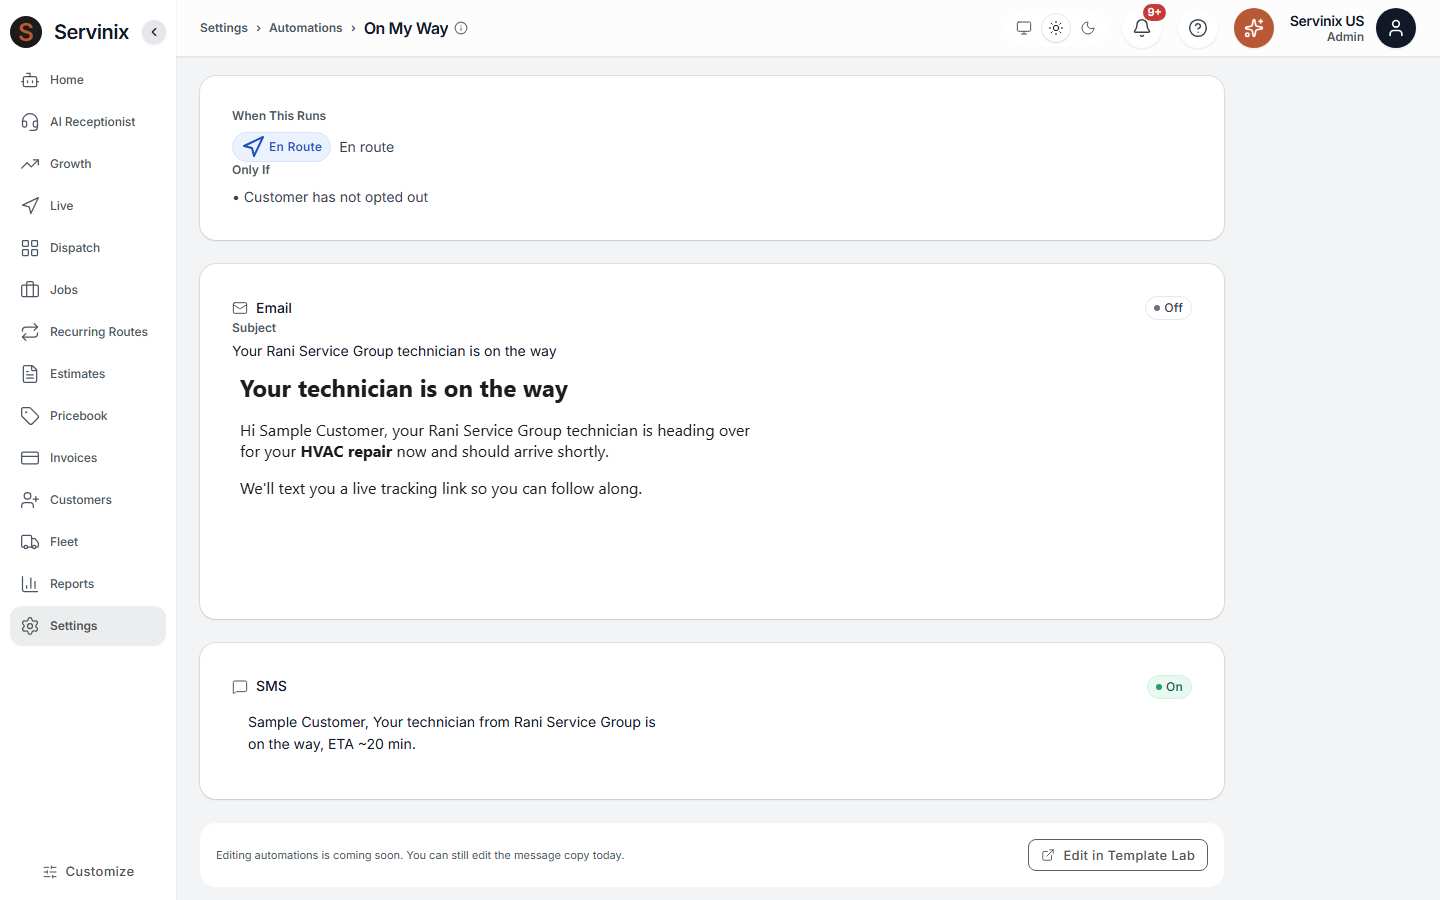 S
Servinix
Settings › Automations › On My Way
9+
Servinix US
Admin
Home
AI Receptionist
Growth
Live
Dispatch
Jobs
Recurring Routes
Estimates
Pricebook
Invoices
Customers
Fleet
Reports
Settings
Customize
When This Runs
En Route En route
Only If
• Customer has not opted out
Email
Off
Subject
Your Rani Service Group technician is on the way
Your technician is on the way
Hi Sample Customer, your Rani Service Group technician is heading over
for your HVAC repair now and should arrive shortly.
We'll text you a live tracking link so you can follow along.
SMS
On
Sample Customer, Your technician from Rani Service Group is
on the way, ETA ~20 min.
Editing automations is coming soon. You can still edit the message copy today.
Edit in Template Lab